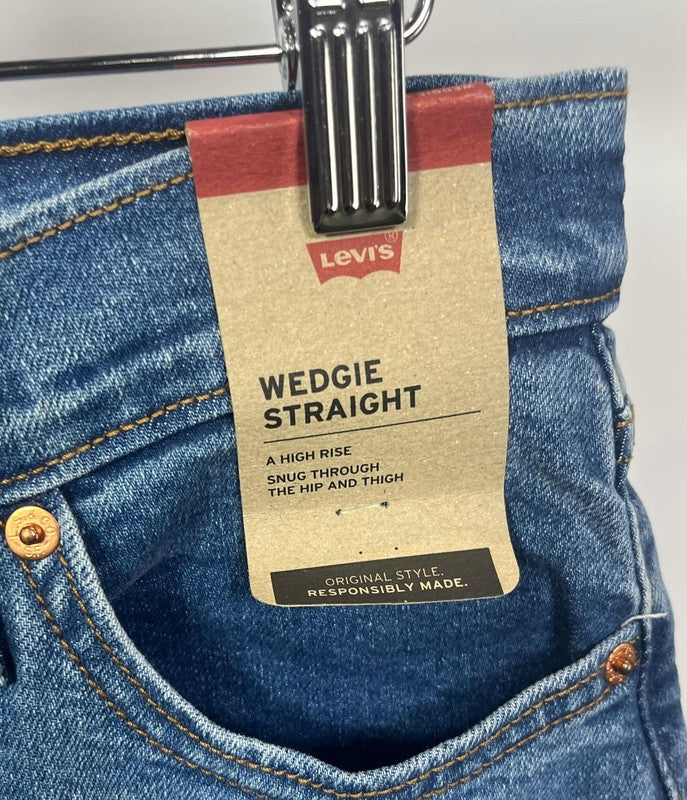 LEVI'S®
WEDGIE
STRAIGHT
A HIGH RISE
SNUG THROUGH
THE HIP AND THIGH
ORIGINAL STYLE.
RESPONSIBLY MADE.